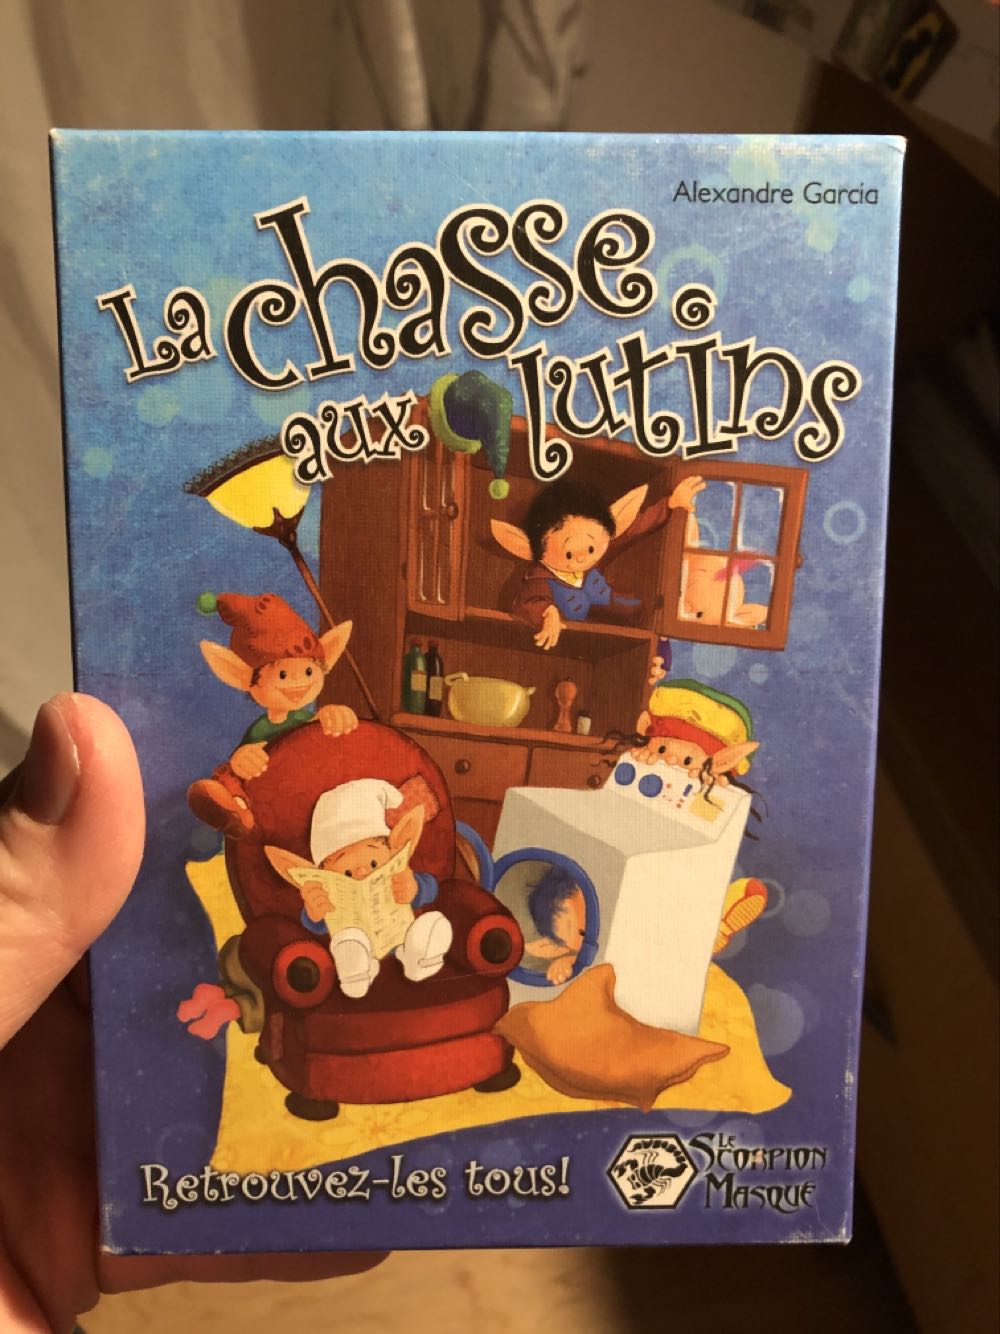 Alexandre Garcia
La chasse
aux lutins
Retrouvez-les tous!
Le
Scorpion
Masqué